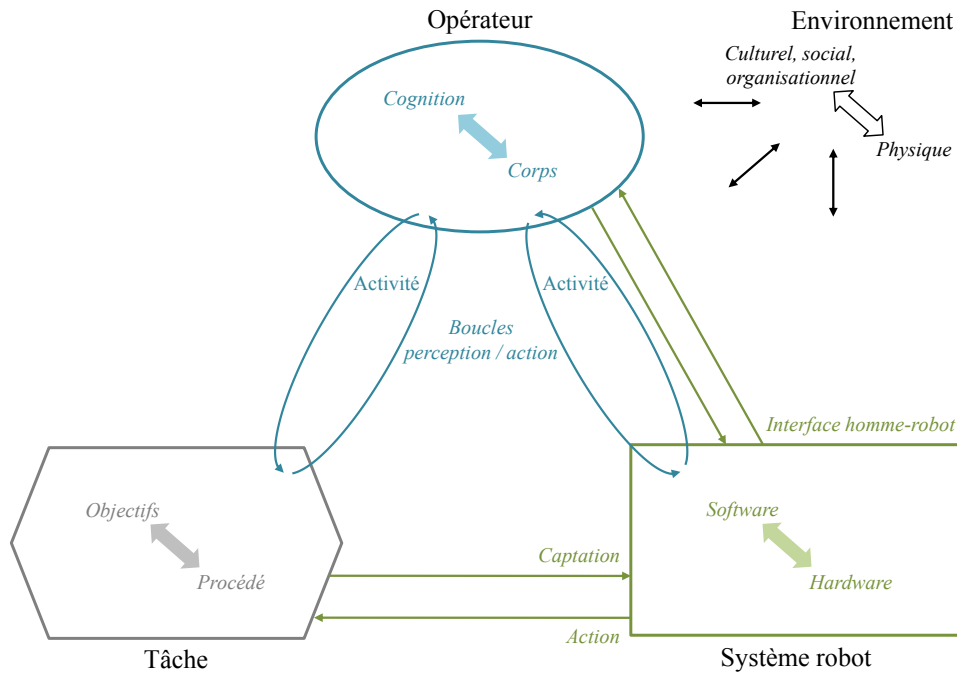 Opérateur
Environnement
Culturel, social,
organisationnel
Physique
Cognition
Corps
Activité
Activité
Boucles
perception / action
Interface homme-robot
Objectifs
Procédé
Software
Hardware
Captation
Action
Tâche
Système robot